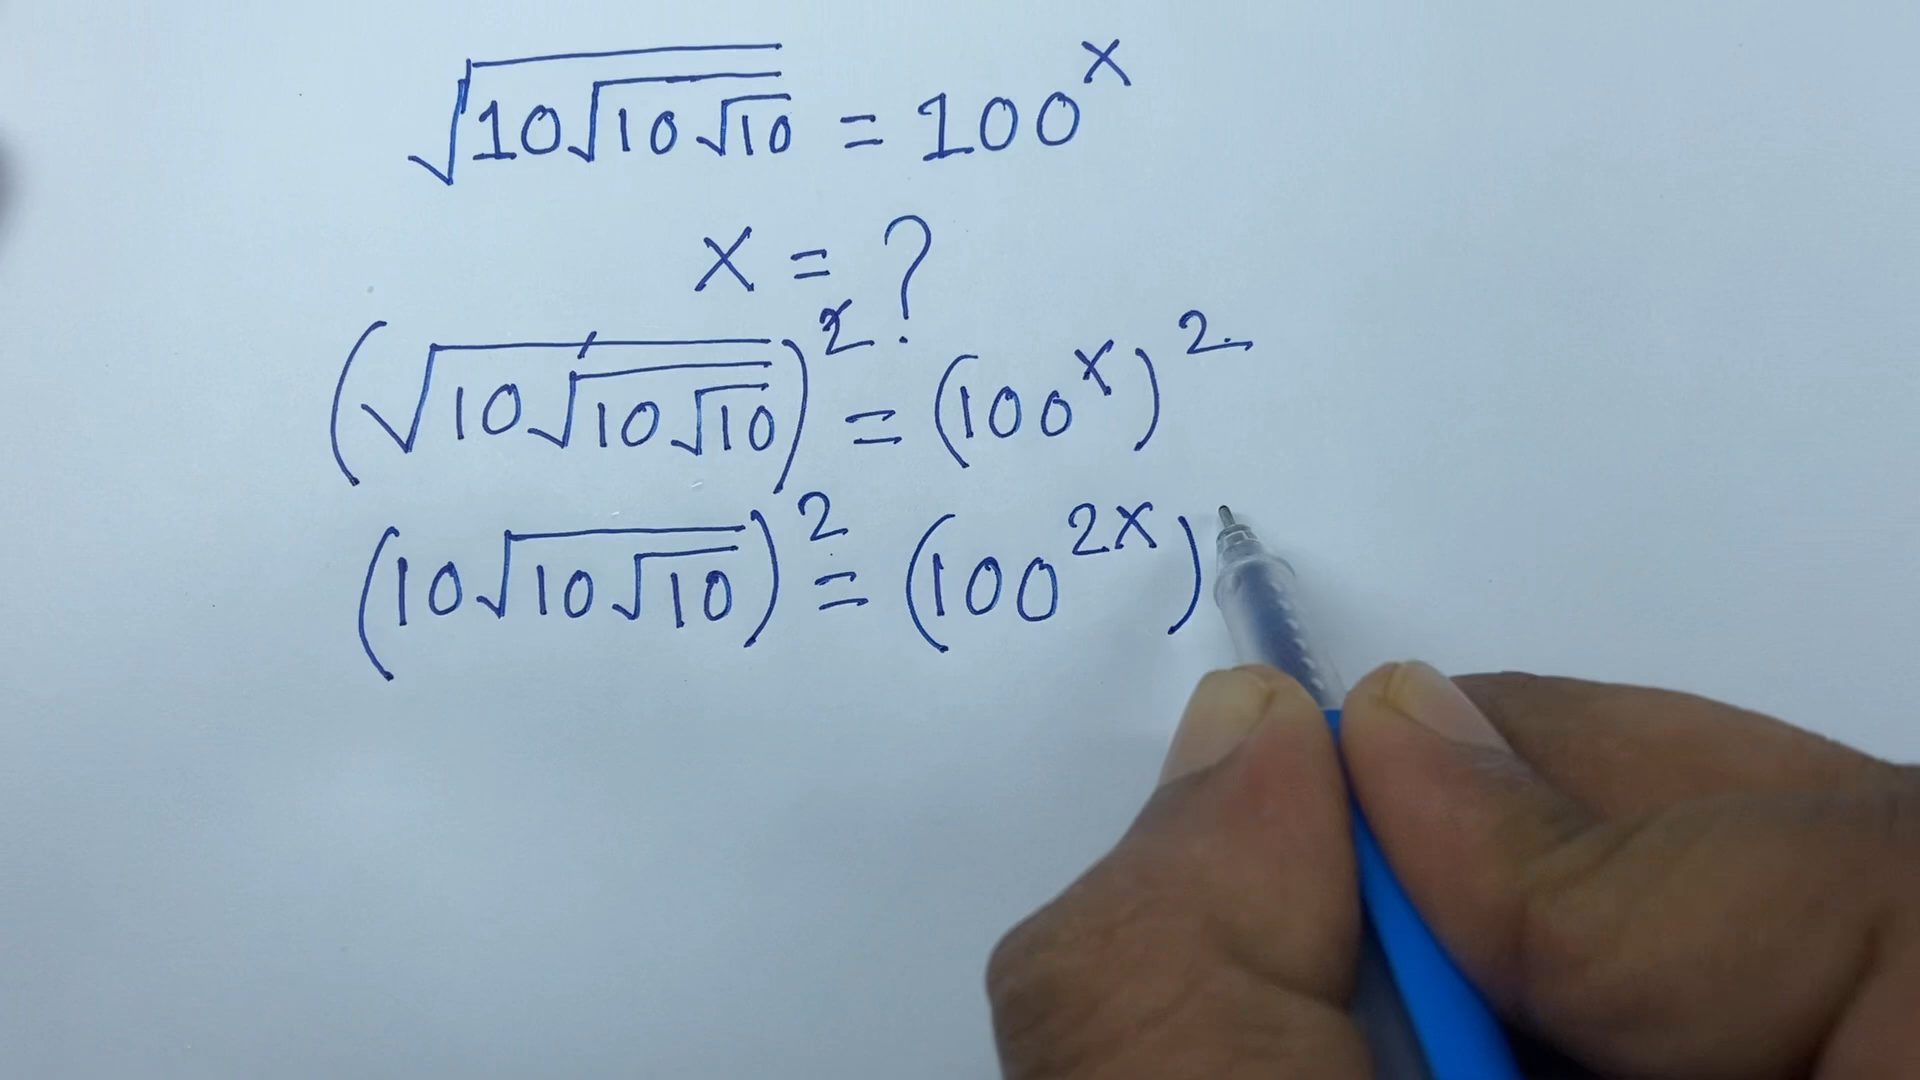 √(10√(10√10)) = 100^x
x = ?
(√(10√(10√10)))^2 = (100^x)^2
(10√(10√10))^2 = (100^2x)